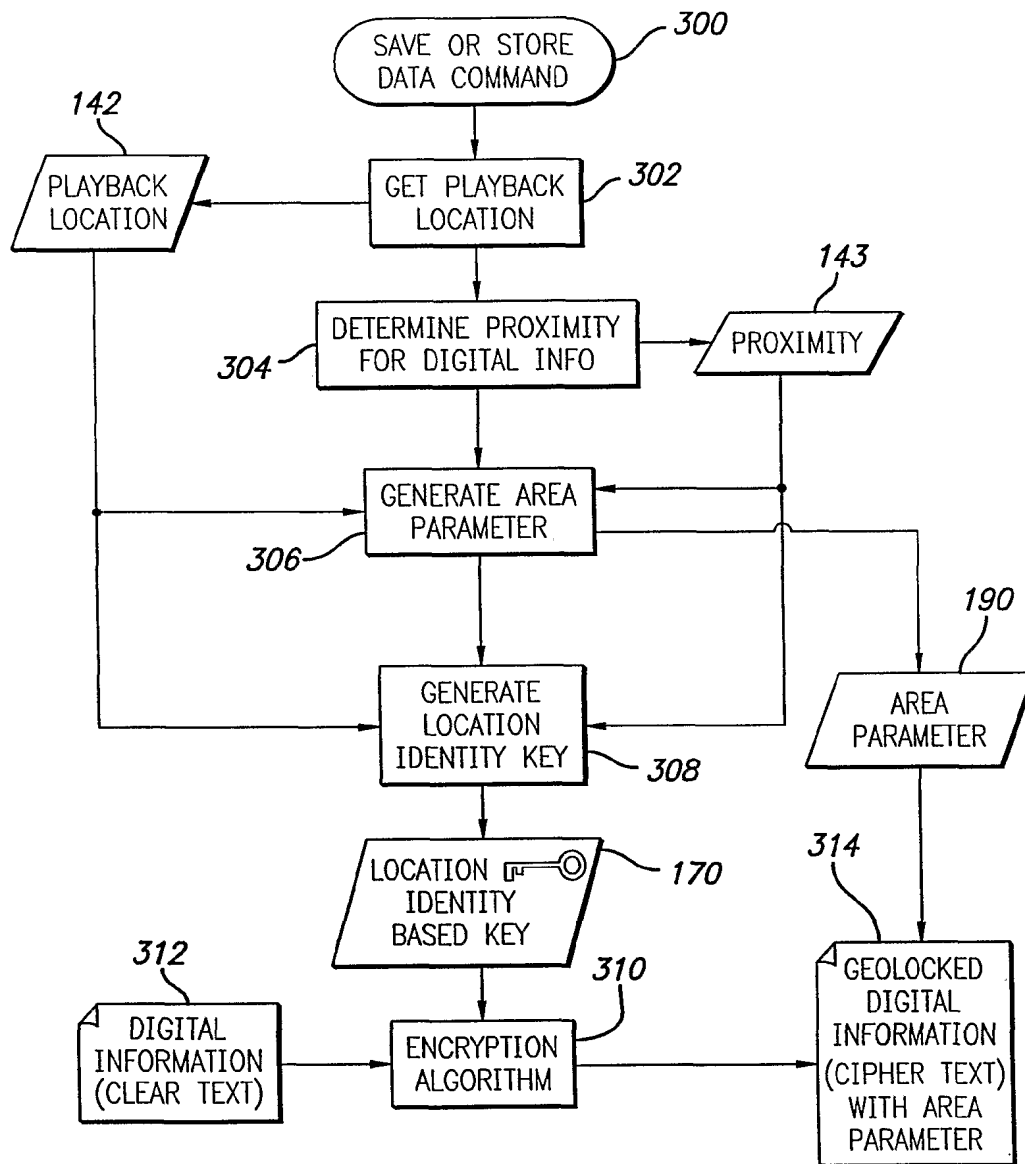 300
SAVE OR STORE
DATA COMMAND
142
PLAYBACK
LOCATION
GET PLAYBACK
LOCATION
302
143
DETERMINE PROXIMITY
FOR DIGITAL INFO
304
PROXIMITY
GENERATE AREA
PARAMETER
306
190
GENERATE
LOCATION
IDENTITY KEY
308
AREA
PARAMETER
LOCATION
IDENTITY
BASED KEY
170
314
312
310
DIGITAL
INFORMATION
(CLEAR TEXT)
ENCRYPTION
ALGORITHM
GEOLOCKED
DIGITAL
INFORMATION
(CIPHER TEXT)
WITH AREA
PARAMETER